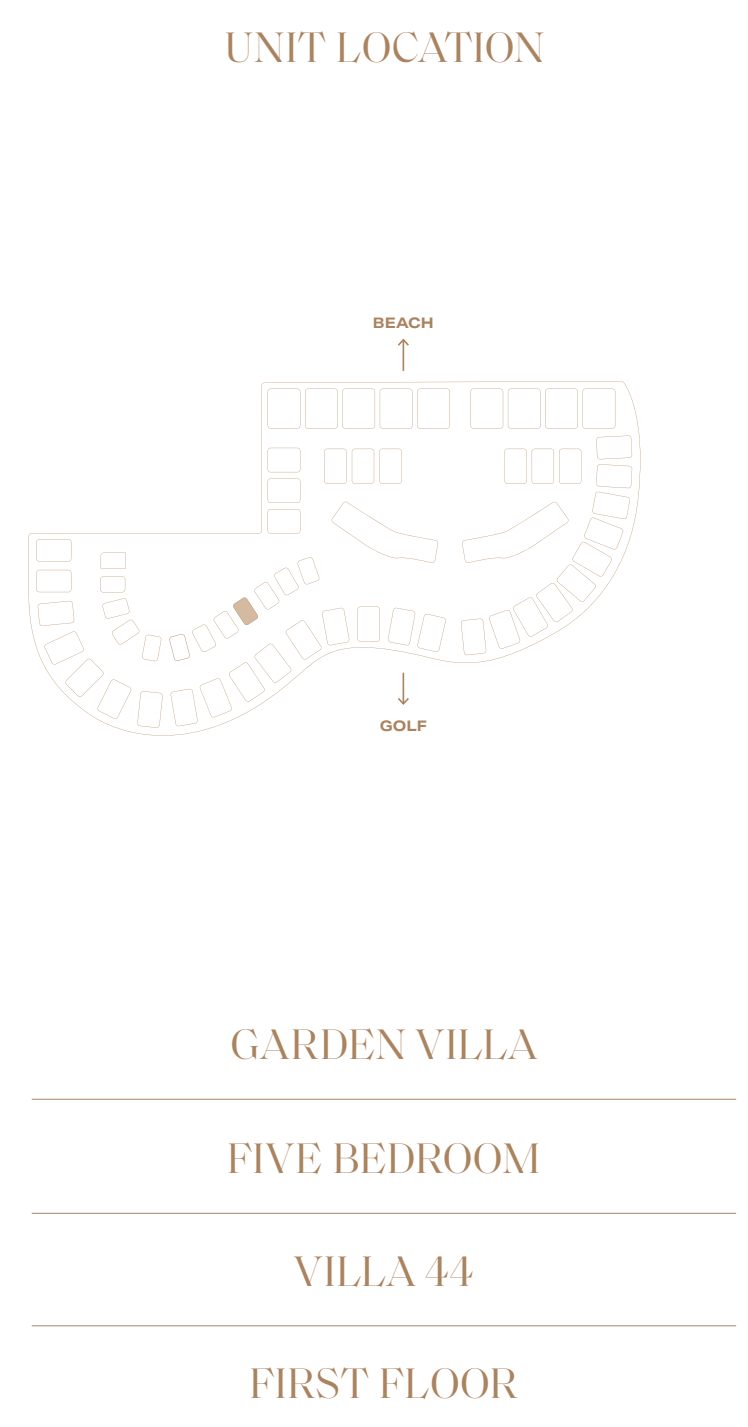 UNIT LOCATION
BEACH
GOLF
GARDEN VILLA
FIVE BEDROOM
VILLA 44
FIRST FLOOR